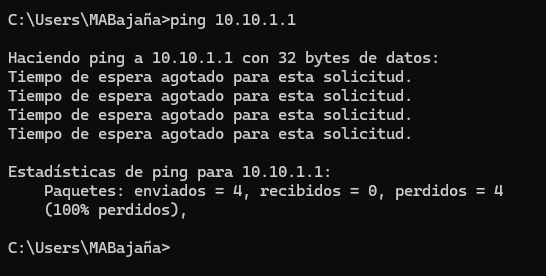 C:\Users\MABajaña>ping 10.10.1.1
Haciendo ping a 10.10.1.1 con 32 bytes de datos:
Tiempo de espera agotado para esta solicitud.
Tiempo de espera agotado para esta solicitud.
Tiempo de espera agotado para esta solicitud.
Tiempo de espera agotado para esta solicitud.
Estadísticas de ping para 10.10.1.1:
    Paquetes: enviados = 4, recibidos = 0, perdidos = 4
    (100% perdidos),
C:\Users\MABajaña>